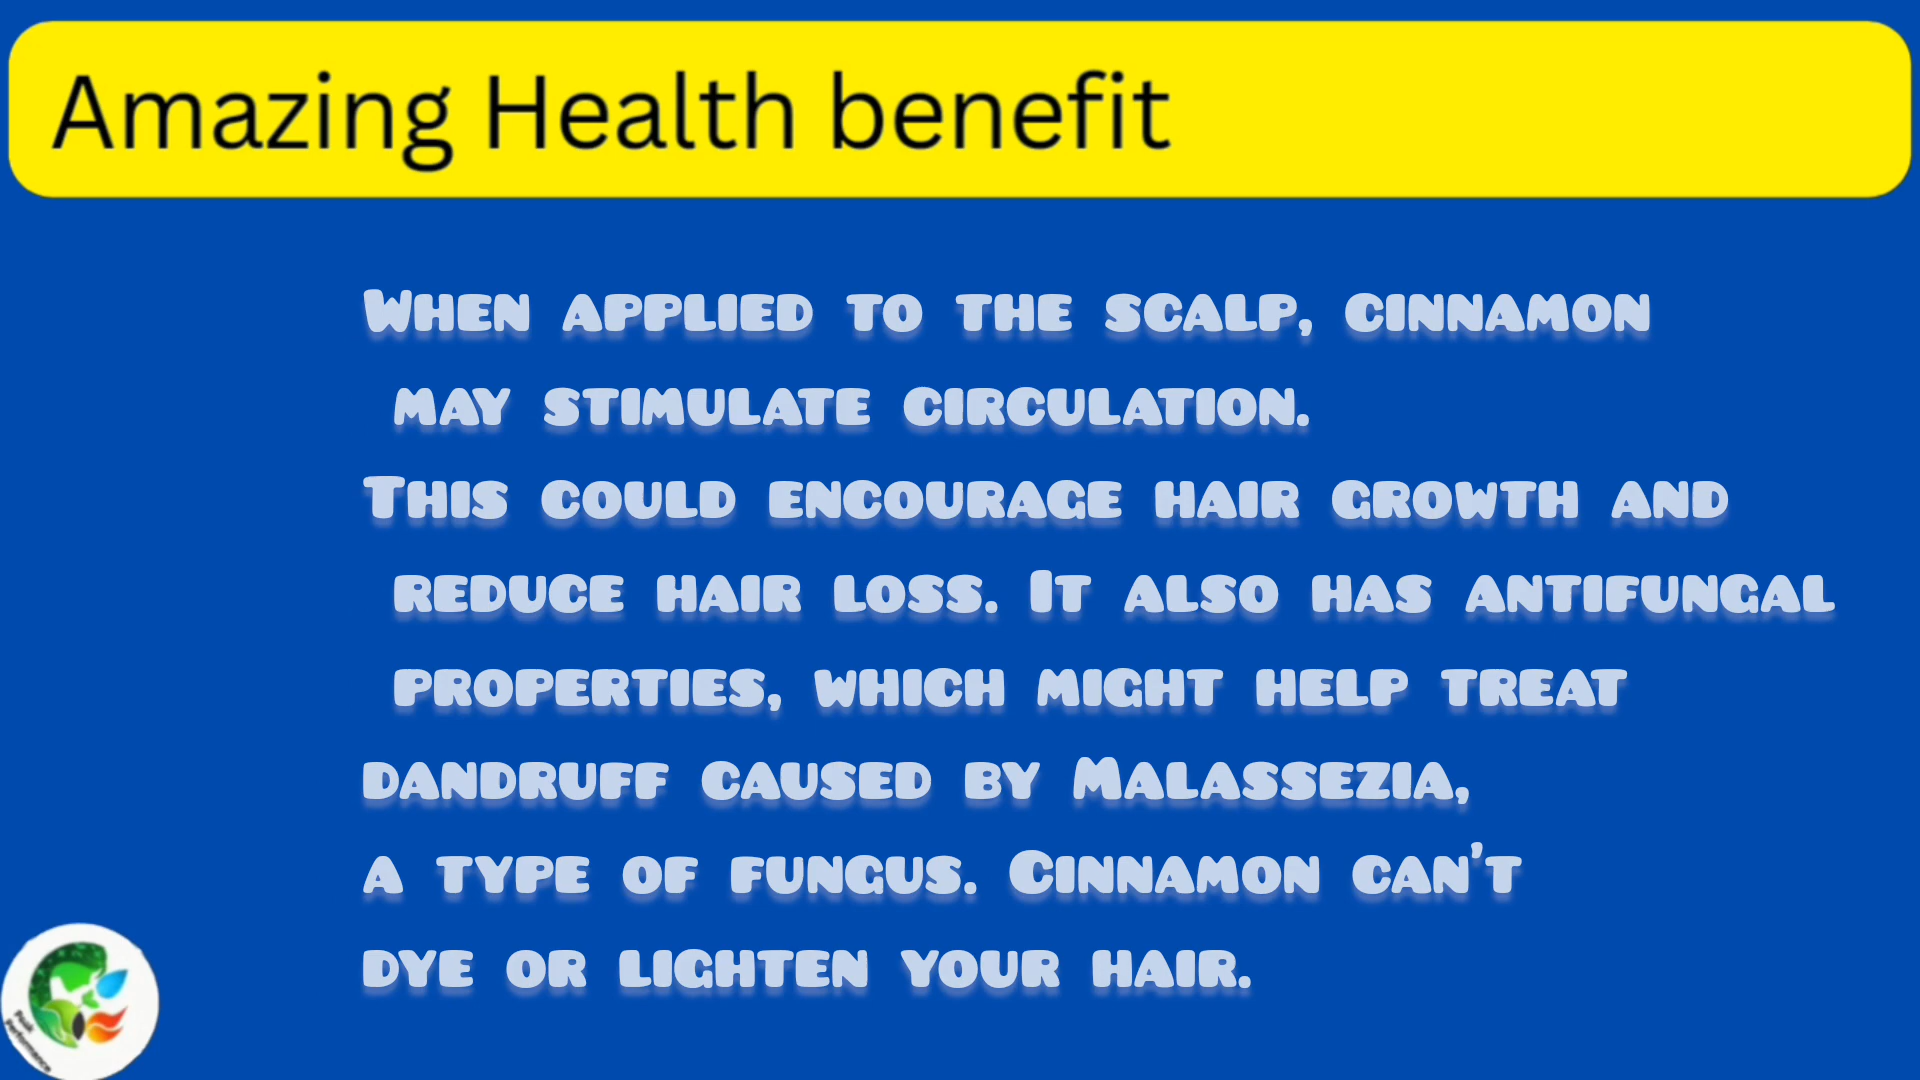 Amazing Health benefit
When applied to the scalp, cinnamon
may stimulate circulation.
This could encourage hair growth and
reduce hair loss. It also has antifungal
properties, which might help treat
dandruff caused by Malassezia,
a type of fungus. Cinnamon can't
dye or lighten your hair.
Peak
Performance